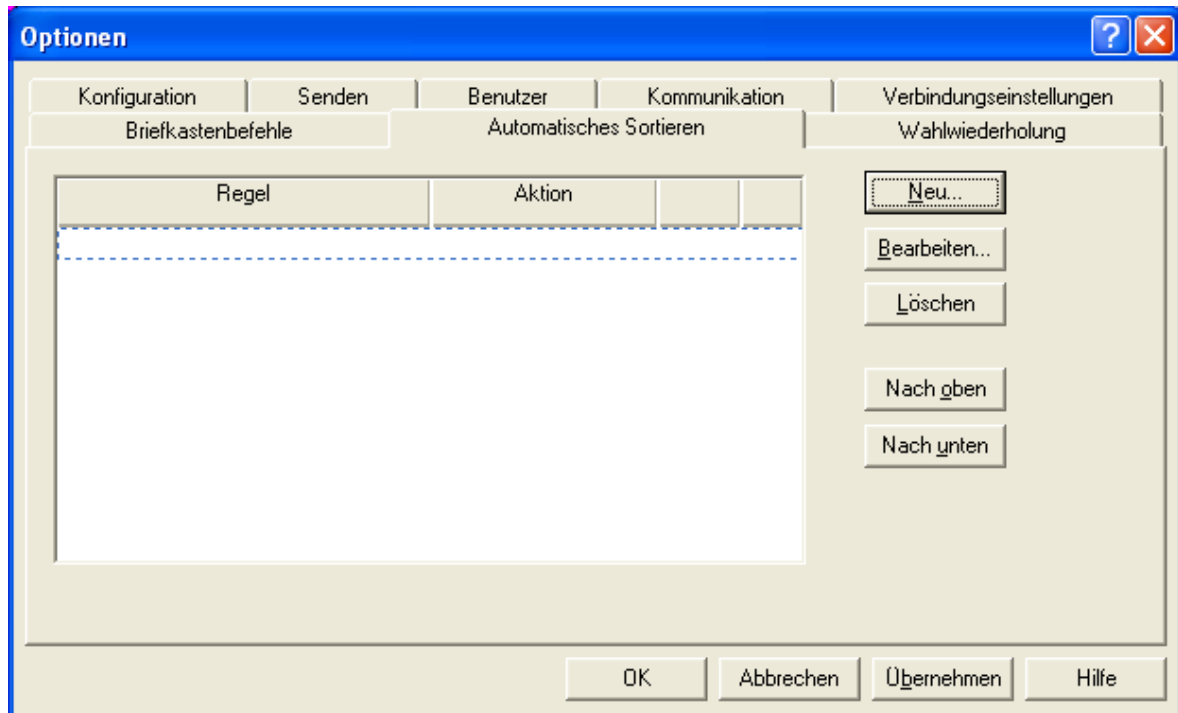 Optionen
Konfiguration Senden Benutzer Kommunikation Verbindungseinstellungen
Briefkastenbefehle Automatisches Sortieren Wahlwiederholung
Regel Aktion
Neu...
Bearbeiten...
Löschen
Nach oben
Nach unten
OK Abbrechen Übernehmen Hilfe